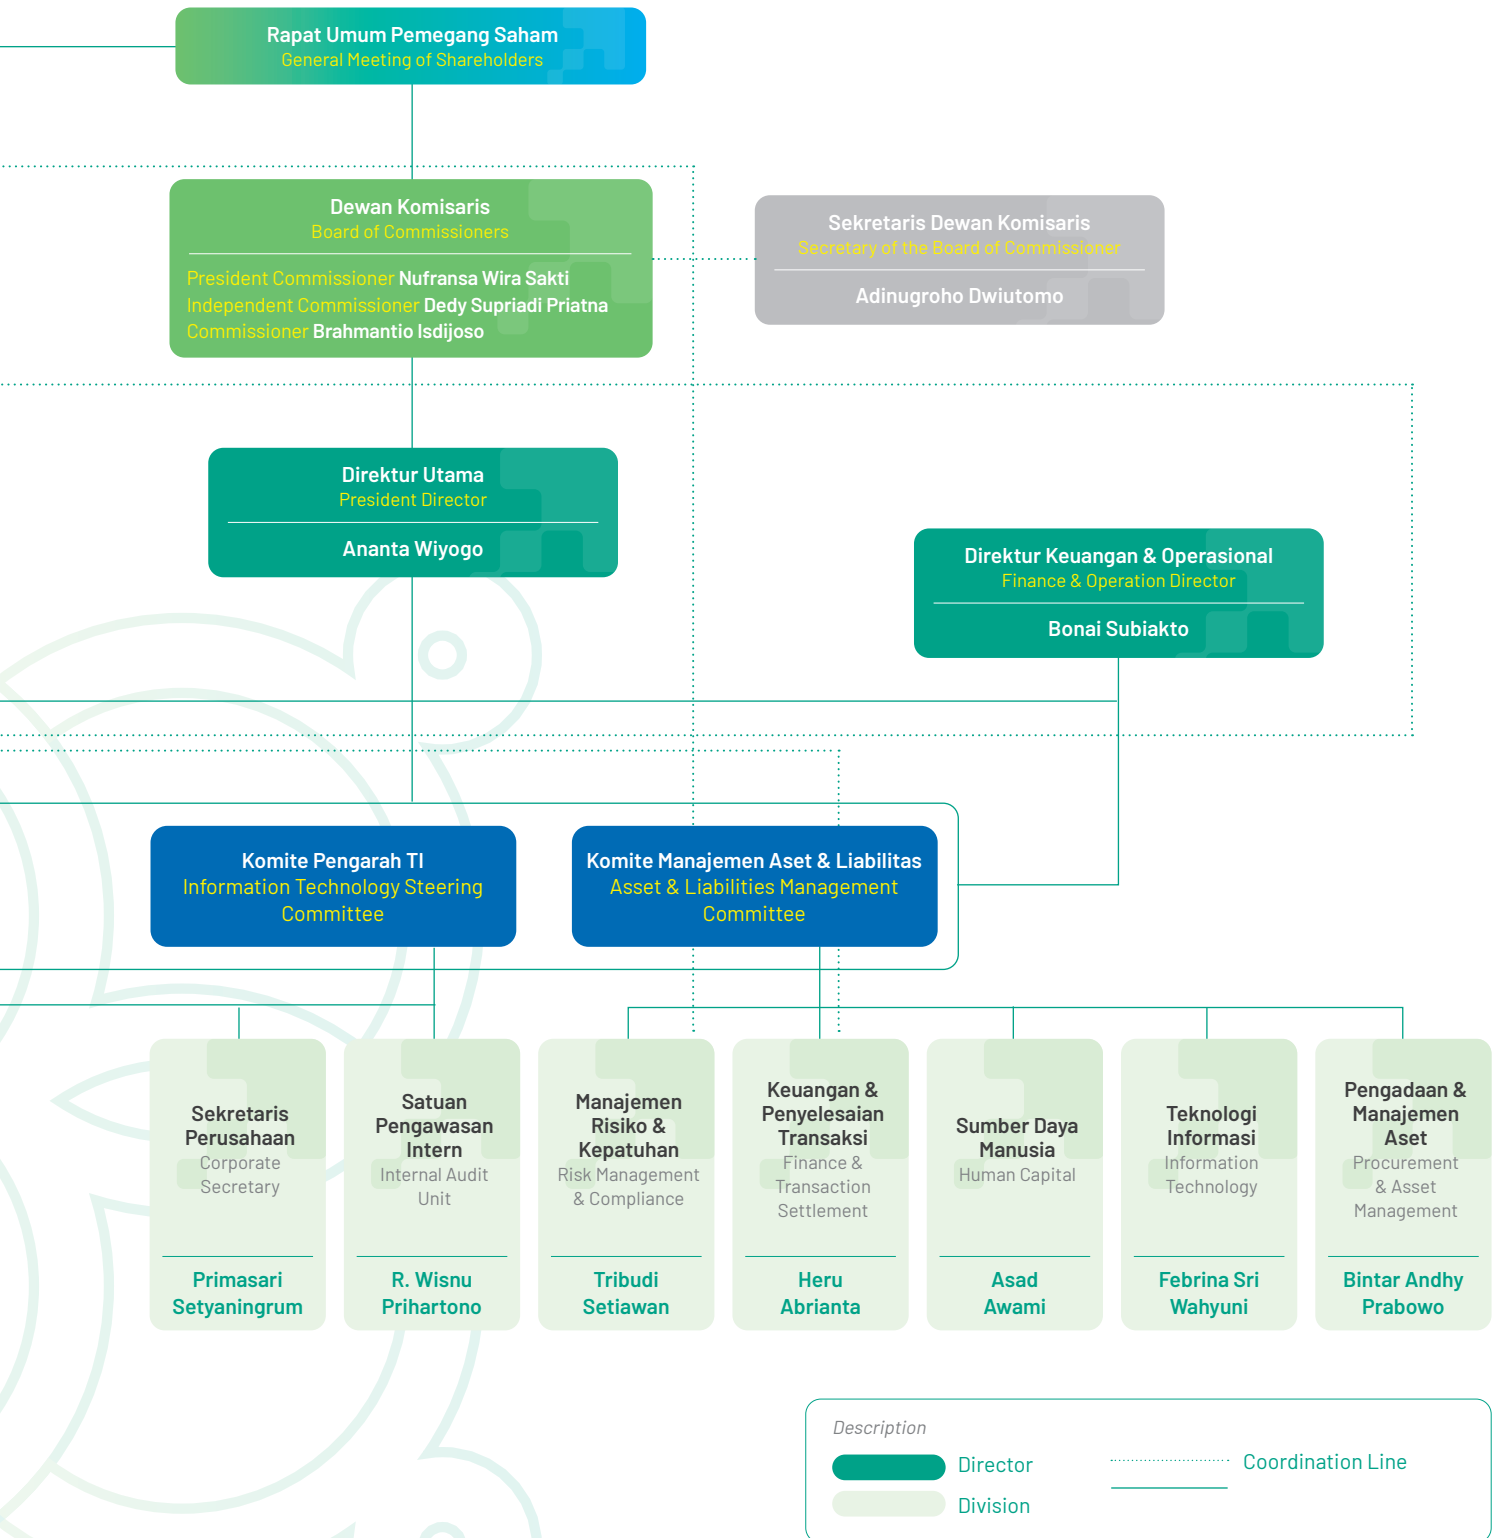 Rapat Umum Pemegang Saham
General Meeting of Shareholders
Dewan Komisaris
Board of Commissioners
President Commissioner Nufransa Wira Sakti
Independent Commissioner Dedy Supriadi Priatna
Commissioner Brahmantio Isdijoso
Sekretaris Dewan Komisaris
Secretary of the Board of Commissioner
Adinugroho Dwiutomo
Direktur Utama
President Director
Ananta Wiyogo
Direktur Keuangan & Operasional
Finance & Operation Director
Bonai Subiakto
Komite Pengarah TI
Information Technology Steering
Committee
Komite Manajemen Aset & Liabilitas
Asset & Liabilities Management
Committee
Sekretaris
Perusahaan
Corporate
Secretary
Primasari
Setyaningrum
Satuan
Pengawasan
Intern
Internal Audit
Unit
R. Wisnu
Prihartono
Manajemen
Risiko &
Kepatuhan
Risk Management
& Compliance
Tribudi
Setiawan
Keuangan &
Penyelesaian
Transaksi
Finance &
Transaction
Settlement
Heru
Abrianta
Sumber Daya
Manusia
Human Capital
Asad
Awami
Teknologi
Informasi
Information
Technology
Febrina Sri
Wahyuni
Pengadaan &
Manajemen
Aset
Procurement
& Asset
Management
Bintar Andhy
Prabowo
Description
Director
Division
Coordination Line